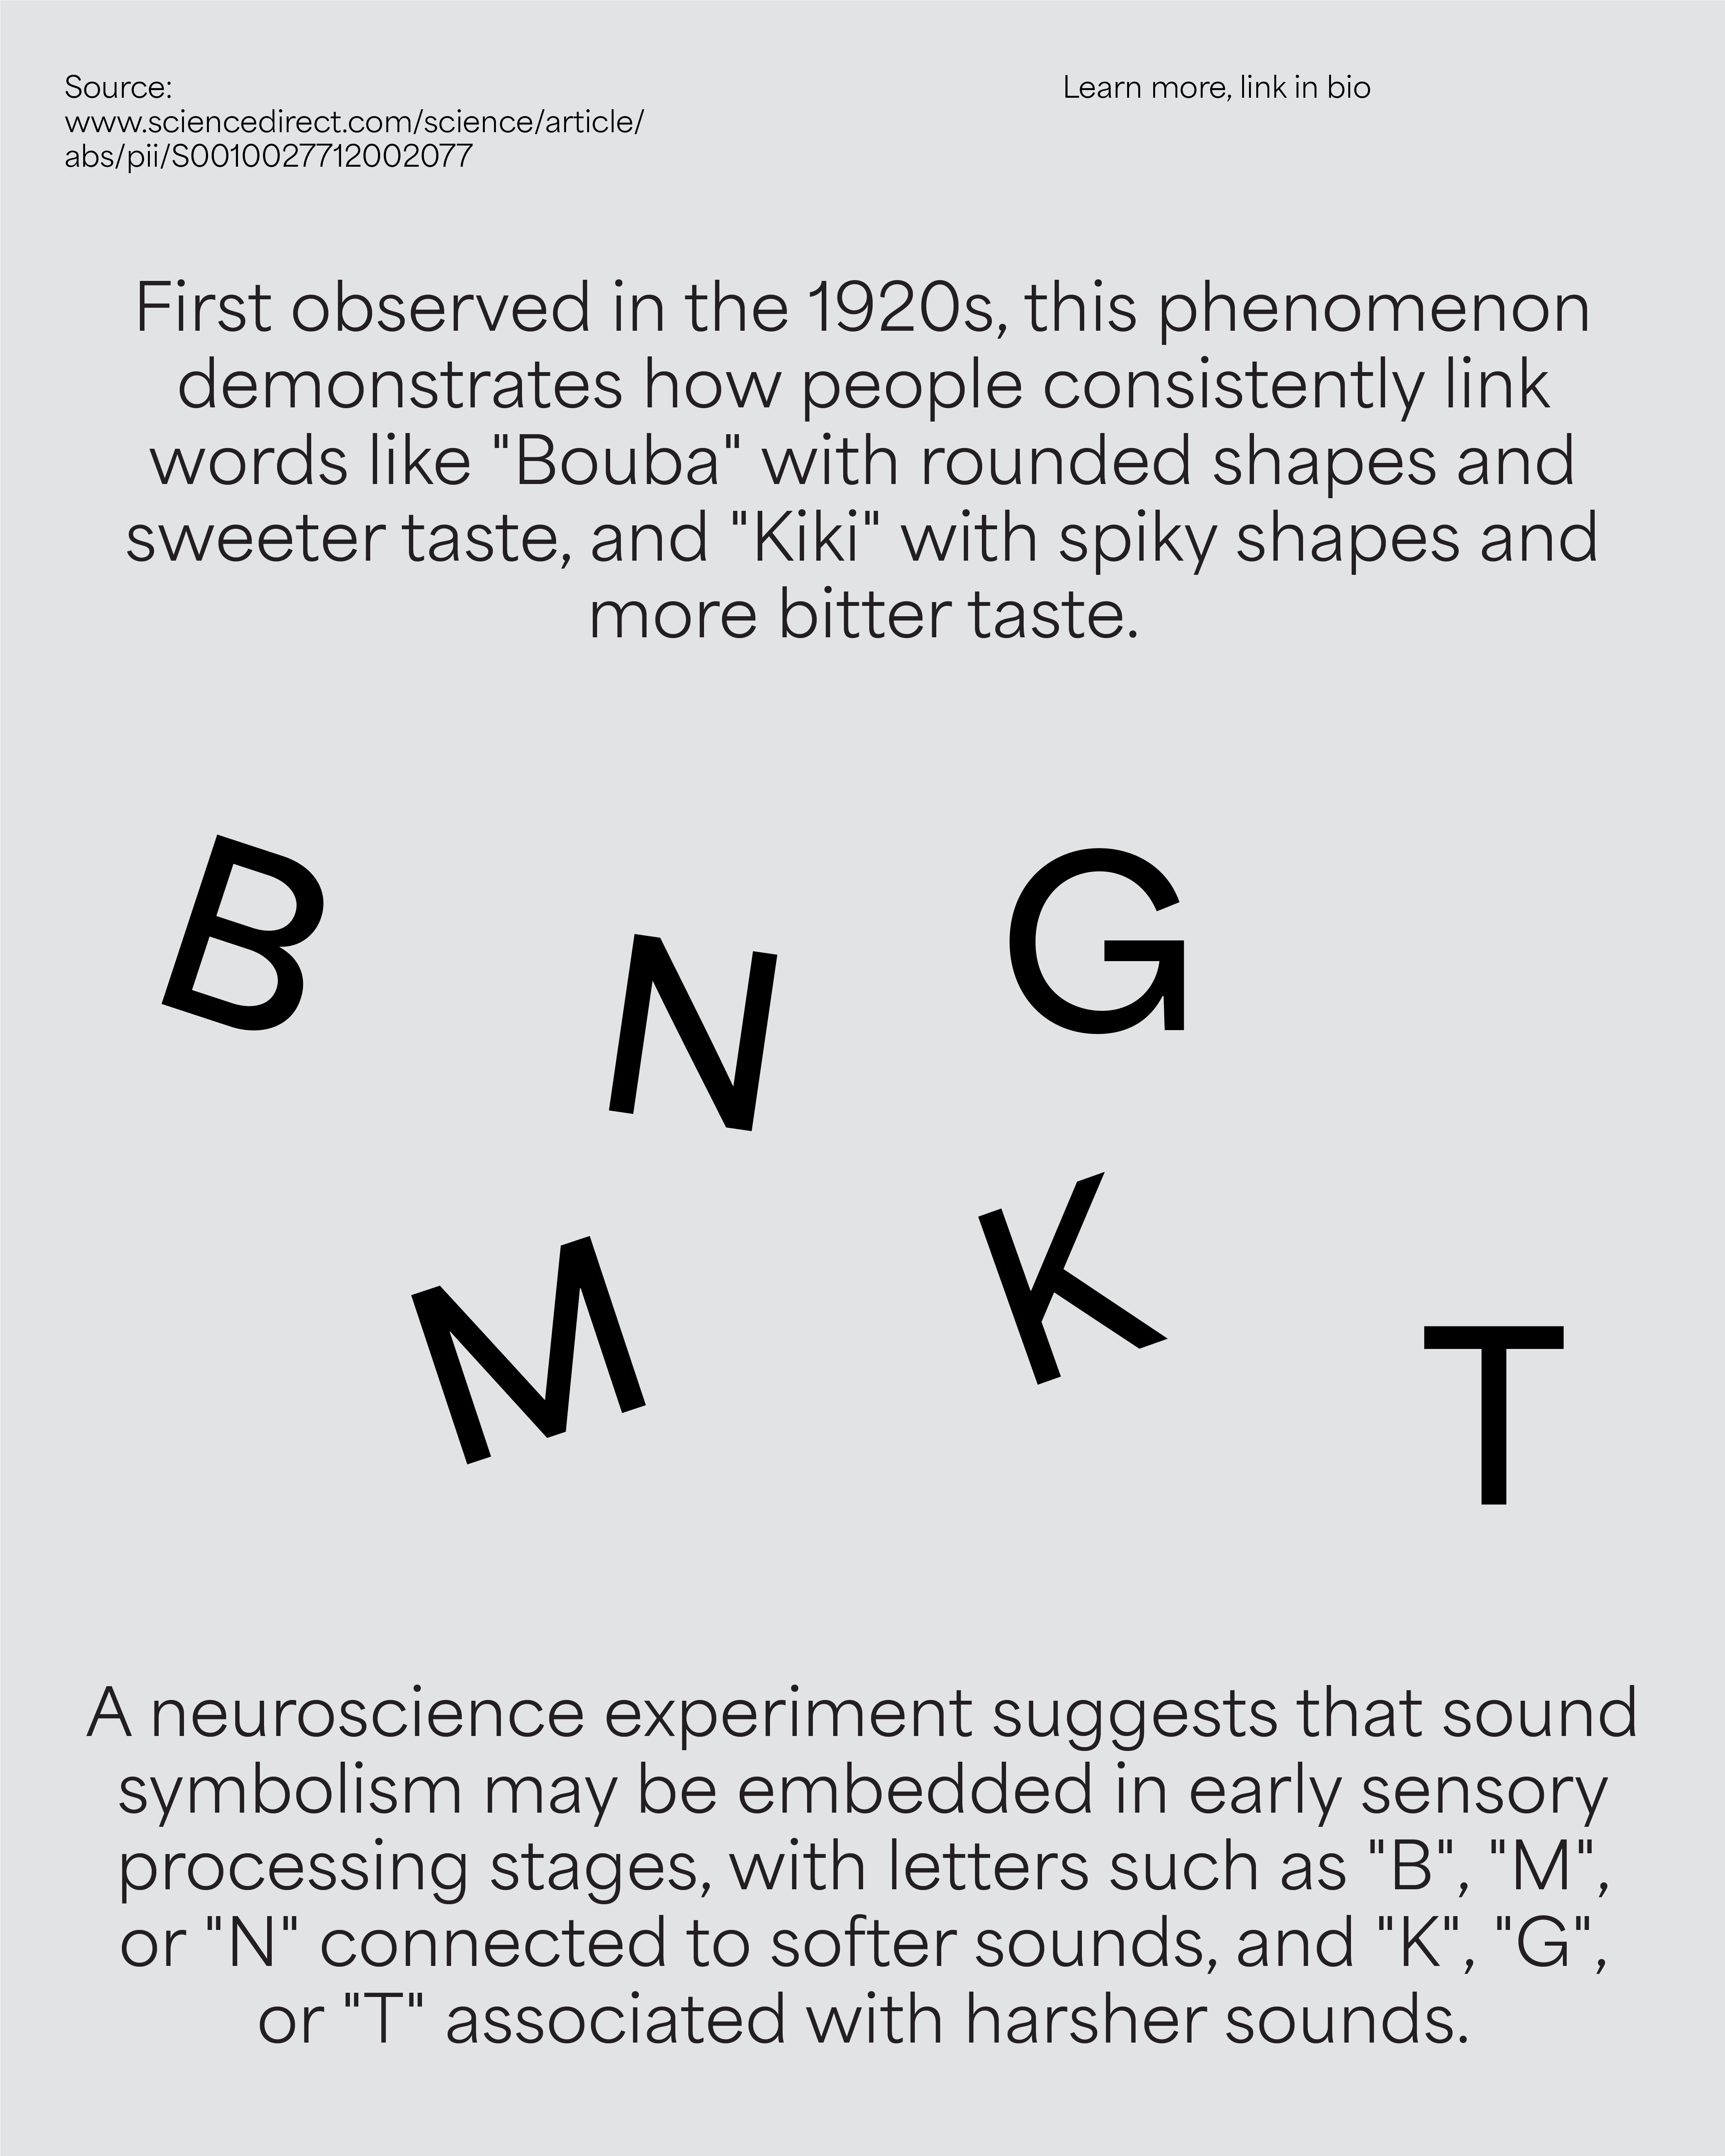 Source:
www.sciencedirect.com/science/article/
abs/pii/S0010027712002077
Learn more, link in bio
First observed in the 1920s, this phenomenon
demonstrates how people consistently link
words like "Bouba" with rounded shapes and
sweeter taste, and "Kiki" with spiky shapes and
more bitter taste.
B
N
G
M
K
T
A neuroscience experiment suggests that sound
symbolism may be embedded in early sensory
processing stages, with letters such as "B", "M",
or "N" connected to softer sounds, and "K", "G",
or "T" associated with harsher sounds.